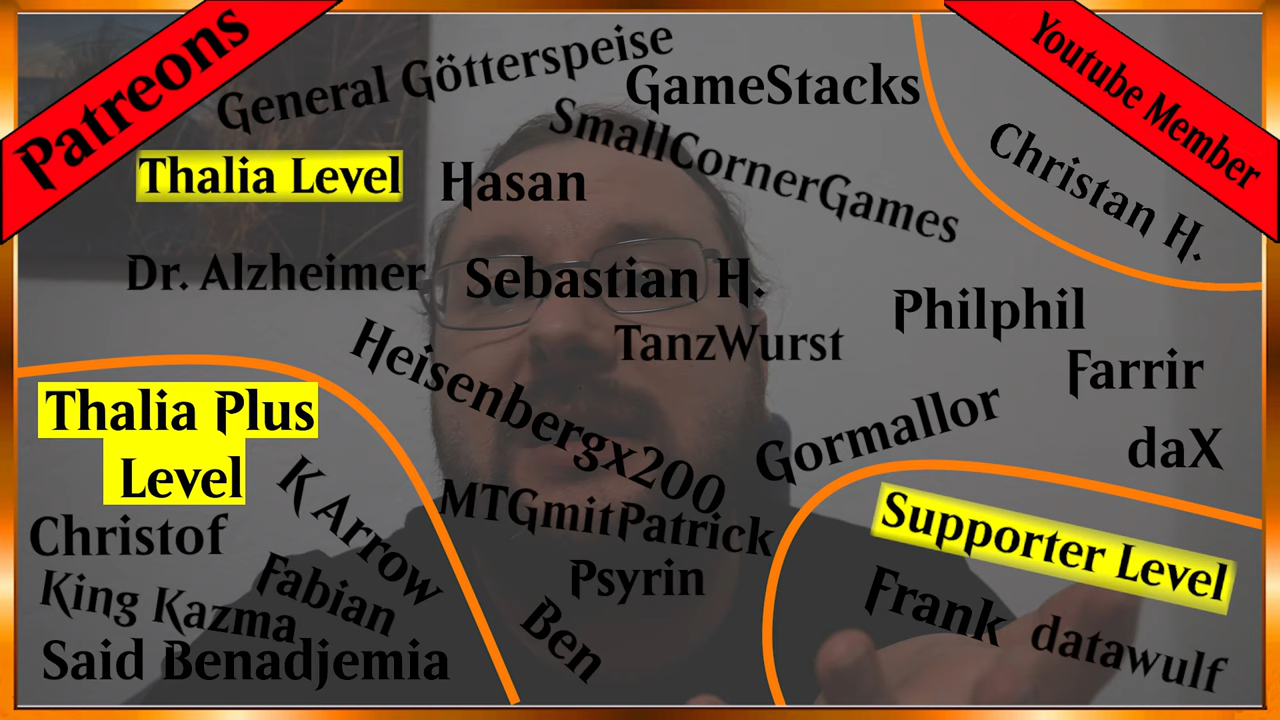 Patreons
Youtube Member
General Götterspeise
GameStacks
SmallCornerGames
Christan H.
Thalia Level
Hasan
Dr. Alzheimer
Sebastian H.
Philphil
TanzWurst
Heisenbergx200
Farrir
Gormallor
daX
Thalia Plus
Level
K Arrow
MTGmitPatrick
Supporter Level
Christof
Fabian
Psyrin
King Kazma
Frank
Ben
datawulf
Said Benadjemia